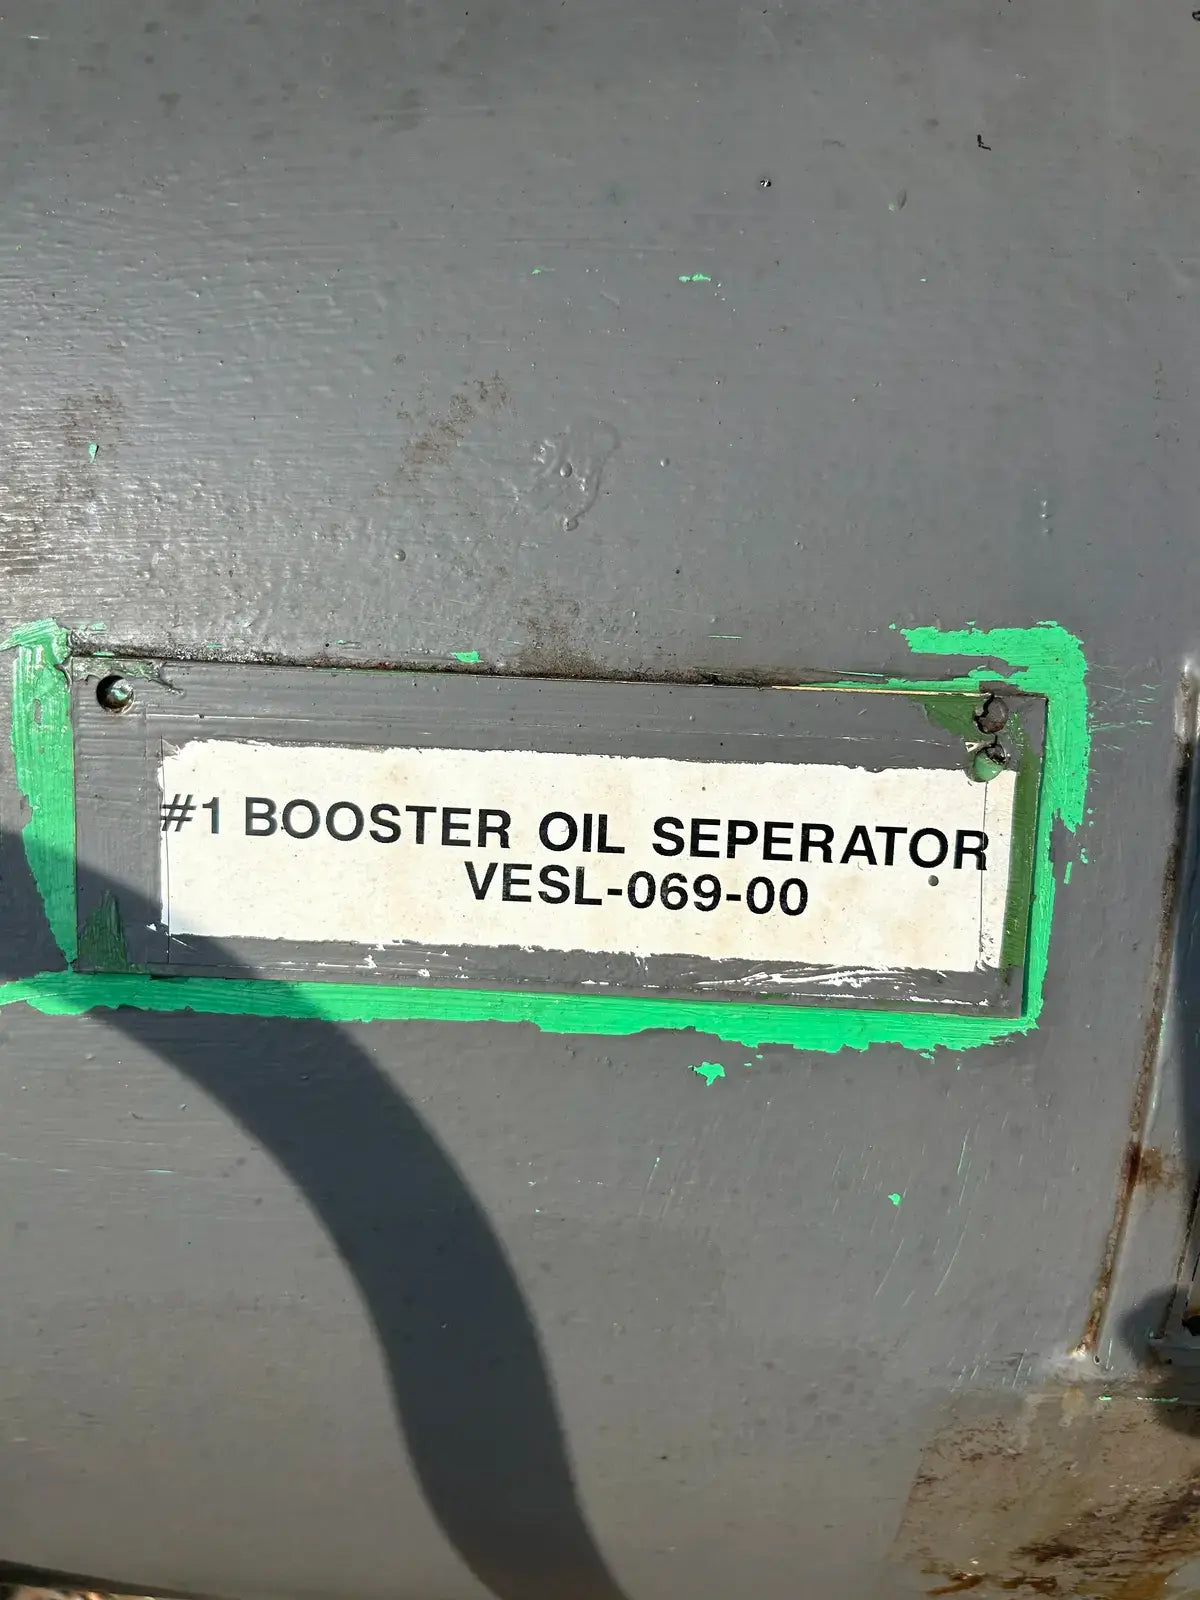 #1 BOOSTER OIL SEPERATOR
VESL-069-00